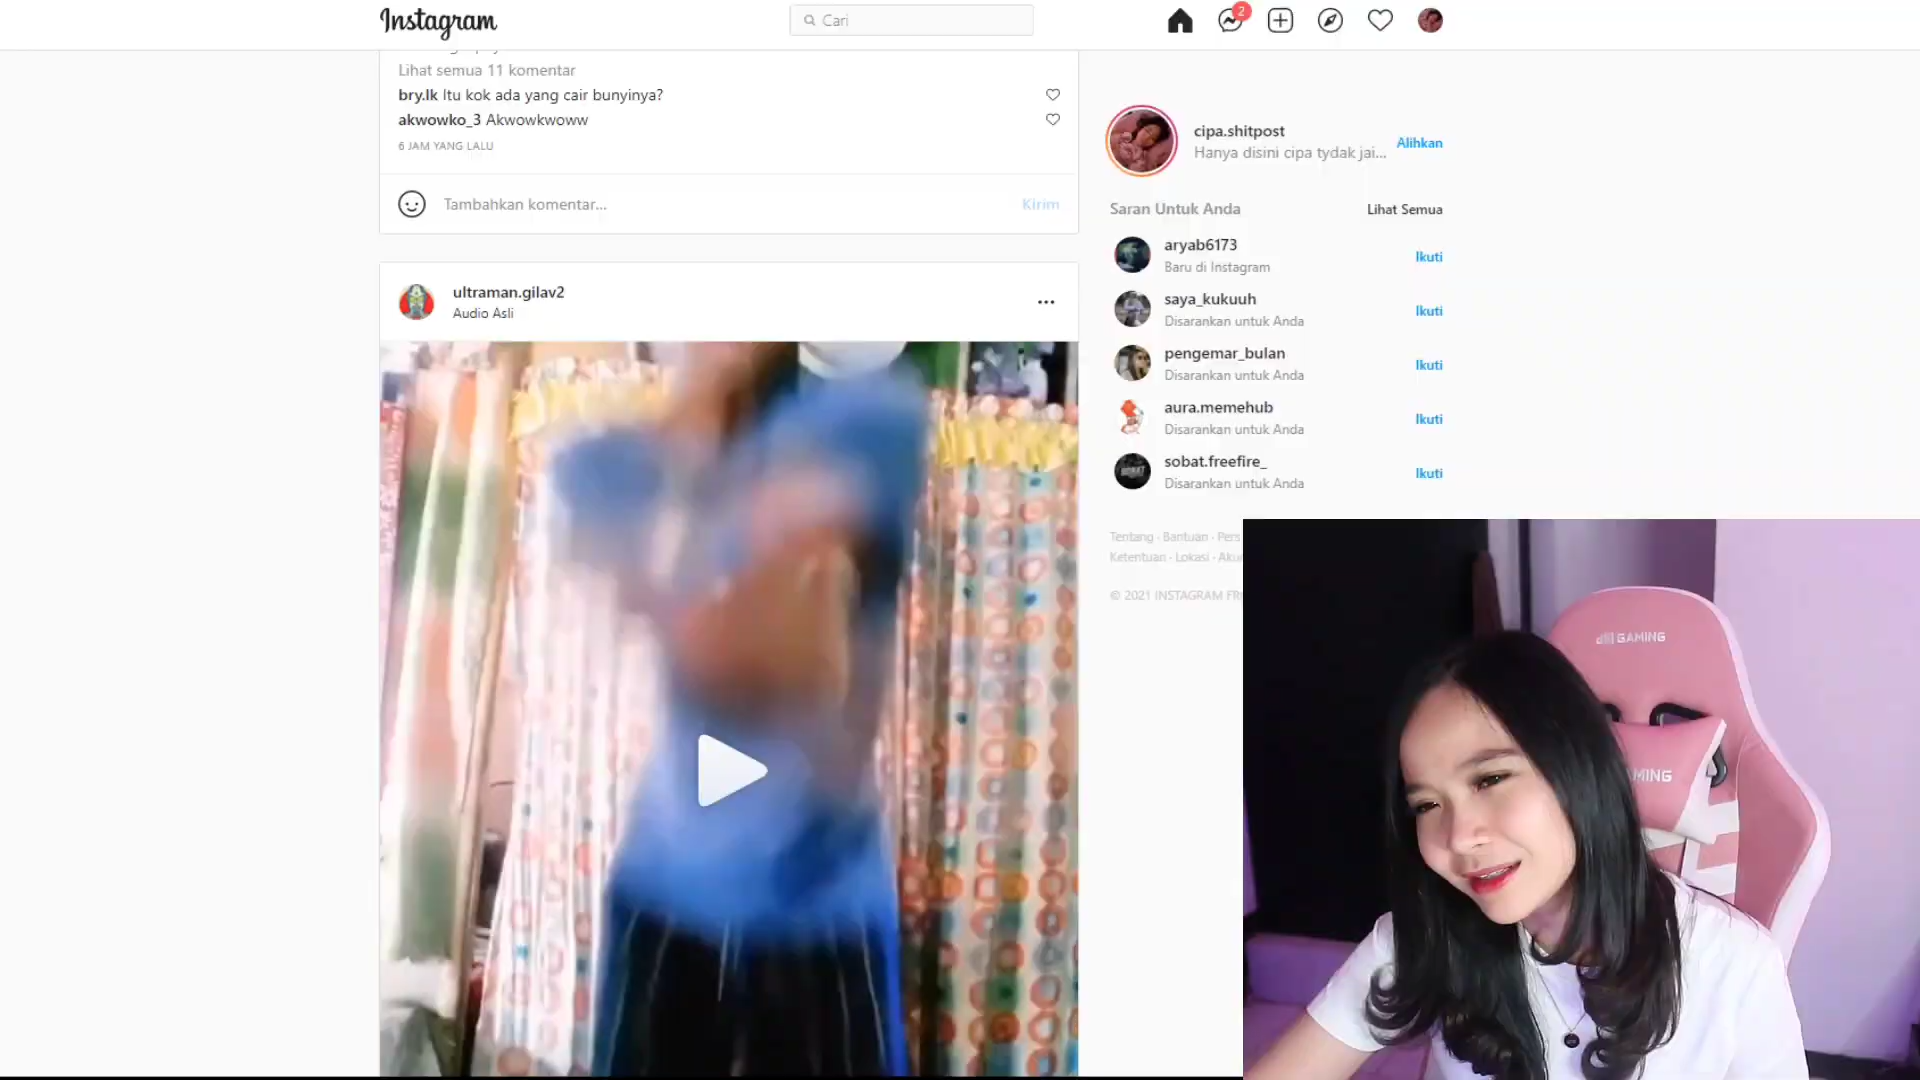 Instagram
Cari
2
Lihat semua 11 komentar
bry.lk Itu kok ada yang cair bunyinya?
akwowko_3 Akwowkwoww
6 JAM YANG LALU
Tambahkan komentar...
Kirim
ultraman.gilav2
Audio Asli
cipa.shitpost
Hanya disini cipa tydak jai...
Alihkan
Saran Untuk Anda
Lihat Semua
aryab6173
Baru di Instagram
Ikuti
saya_kukuuh
Disarankan untuk Anda
Ikuti
pengemar_bulan
Disarankan untuk Anda
Ikuti
aura.memehub
Disarankan untuk Anda
Ikuti
sobat.freefire_
Disarankan untuk Anda
Ikuti
Tentang · Bantuan · Pers
Ketentuan · Lokasi · Aku
© 2021 INSTAGRAM FR
GAMING
GAMING